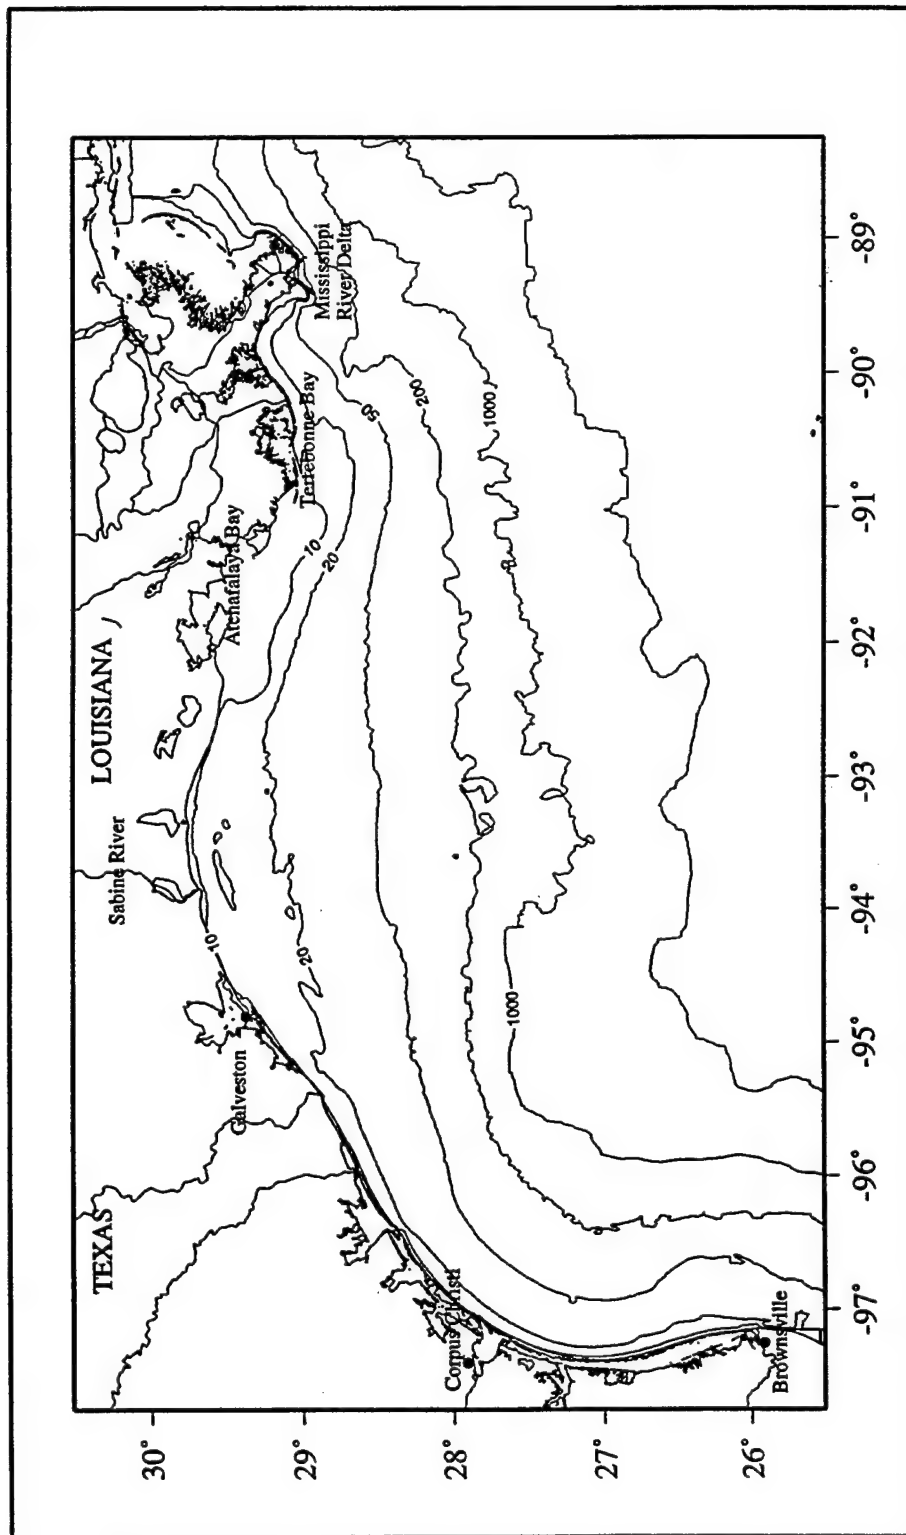 TEXAS
LOUISIANA
Sabine River
Galveston
Corpus Christi
Brownsville
Atchafalaya Bay
Terrebonne Bay
Mississippi
River Delta
10
20
10
20
50
200
1000
1000
30°
29°
28°
27°
26°
-97°
-96°
-95°
-94°
-93°
-92°
-91°
-90°
-89°